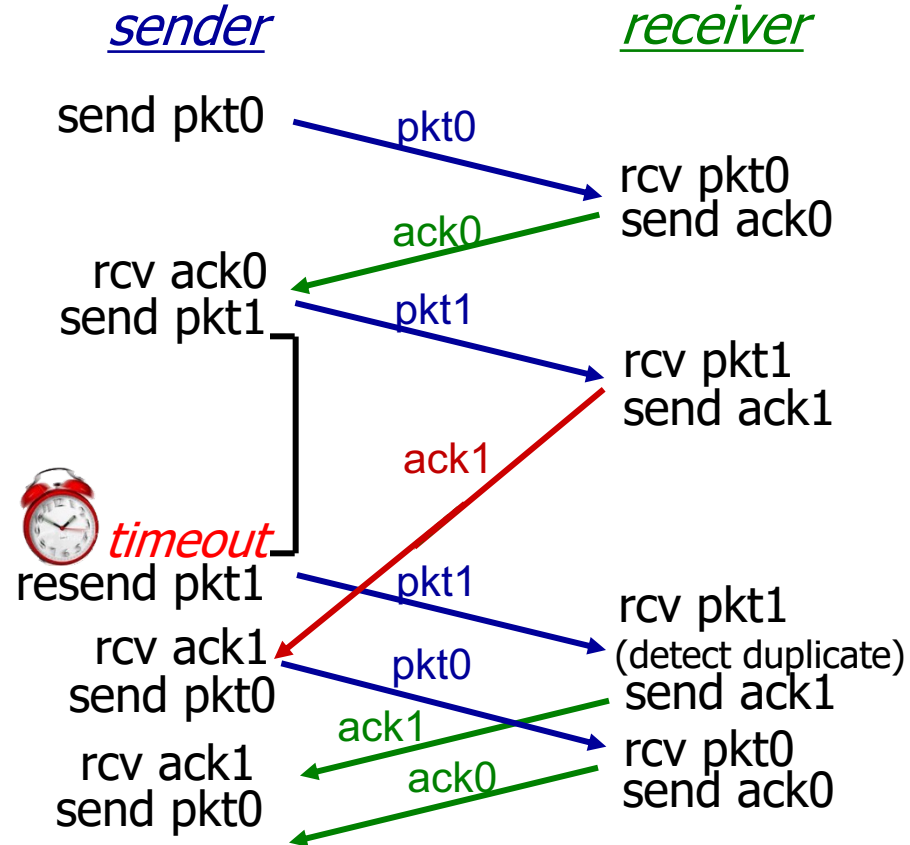 sender
receiver
send pkt0
pkt0
rcv pkt0
send ack0
ack0
rcv ack0
send pkt1
pkt1
rcv pkt1
send ack1
ack1
timeout
resend pkt1
pkt1
rcv pkt1
(detect duplicate)
send ack1
rcv ack1
send pkt0
pkt0
ack1
rcv pkt0
send ack0
rcv ack1
send pkt0
ack0